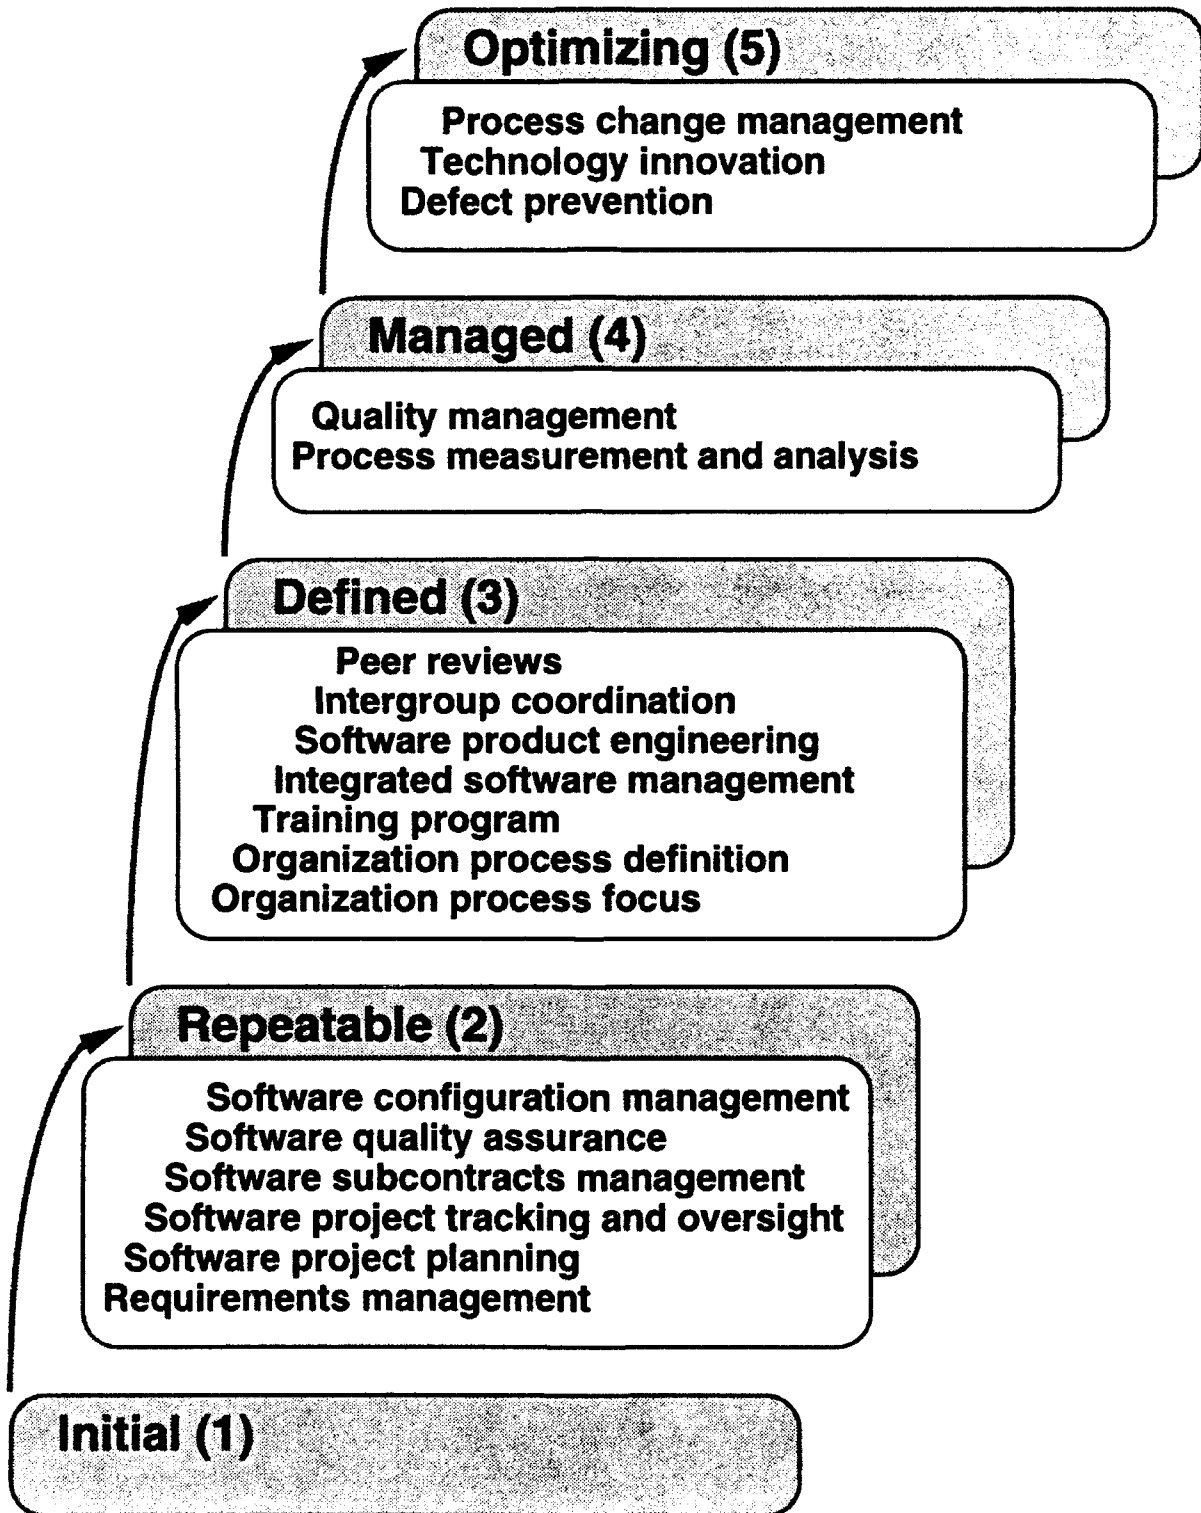 Optimizing (5)
Process change management
Technology innovation
Defect prevention
Managed (4)
Quality management
Process measurement and analysis
Defined (3)
Peer reviews
Intergroup coordination
Software product engineering
Integrated software management
Training program
Organization process definition
Organization process focus
Repeatable (2)
Software configuration management
Software quality assurance
Software subcontracts management
Software project tracking and oversight
Software project planning
Requirements management
Initial (1)